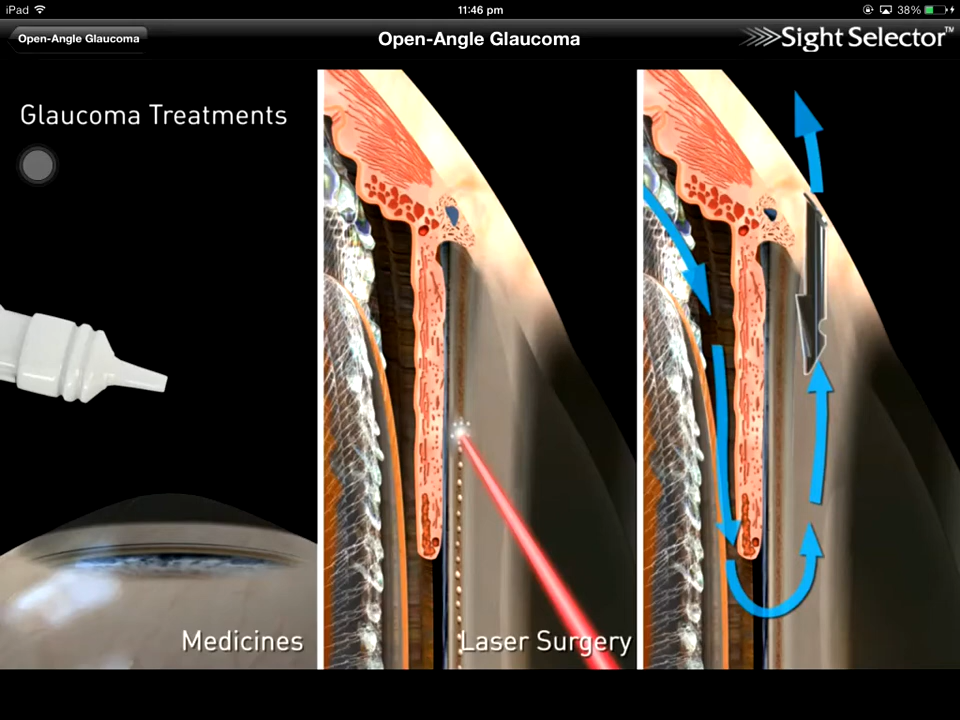 iPad
11:46 pm
38%
Open-Angle Glaucoma
Open-Angle Glaucoma
Sight Selector™
Glaucoma Treatments
Medicines
Laser Surgery